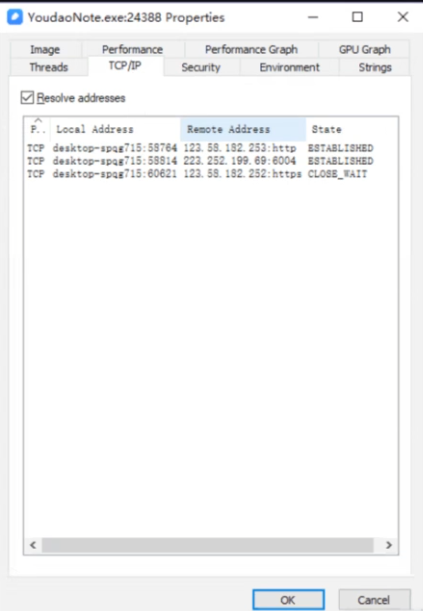 YoudaoNote.exe:24388 Properties
Image Performance Performance Graph GPU Graph
Threads TCP/IP Security Environment Strings
Resolve addresses
P.. Local Address Remote Address State
TCP desktop-spqg715:58764 123.58.182.253:http ESTABLISHED
TCP desktop-spqg715:58814 223.252.199.69:6004 ESTABLISHED
TCP desktop-spqg715:60621 123.58.182.252:https CLOSE_WAIT
OK Cancel